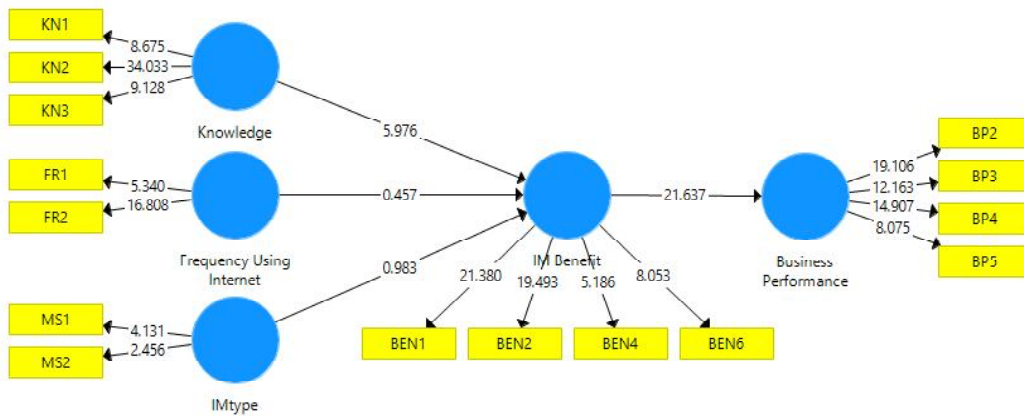 KN1
8.675
KN2
34.033
KN3
9.128
Knowledge
5.976
FR1
5.340
FR2
16.808
Frequency Using
Internet
0.457
MS1
4.131
MS2
2.456
IMtype
0.983
IM Benefit
21.380
19.493
5.186
8.053
BEN1
BEN2
BEN4
BEN6
21.637
Business
Performance
19.106
BP2
12.163
BP3
14.907
BP4
8.075
BP5